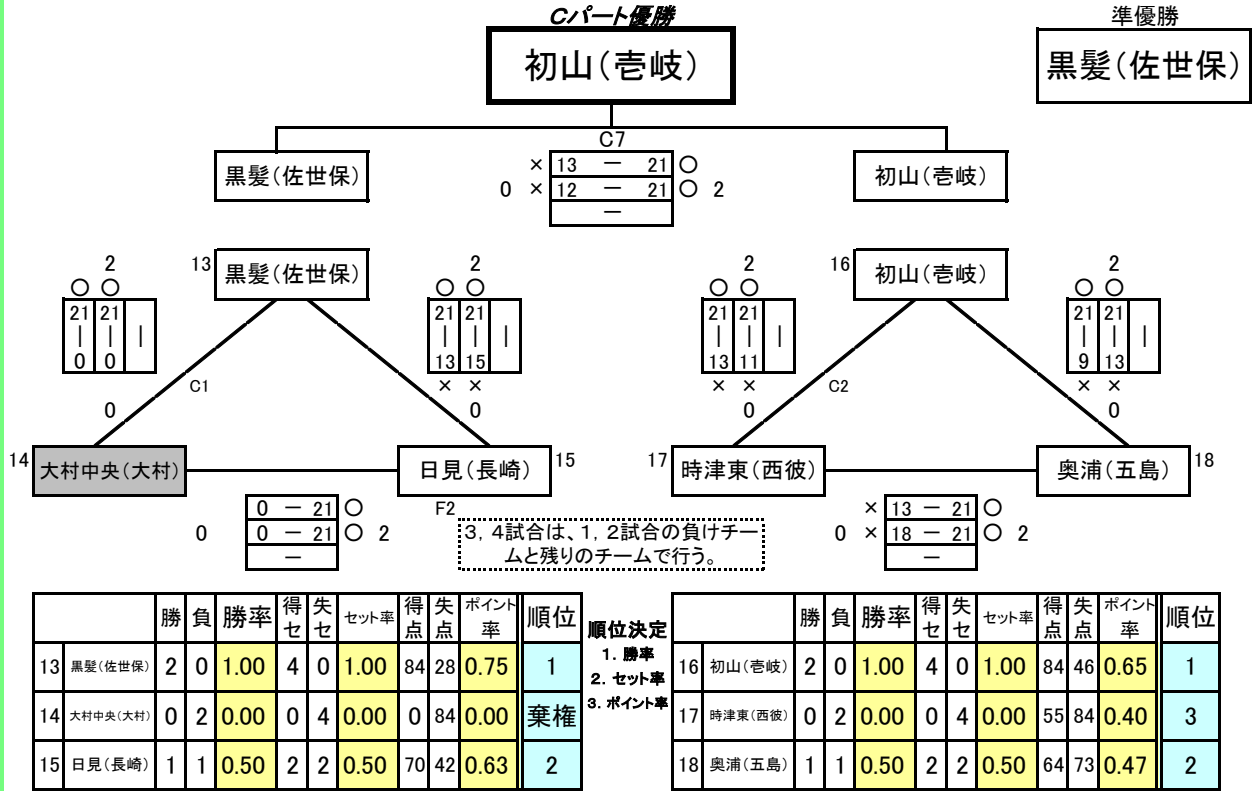 Cパート優勝
準優勝
初山（壱岐）
黒髪（佐世保）
C7
黒髪（佐世保）
× 13 － 21 ○
0 × 12 － 21 ○ 2
－
初山（壱岐）
2
○ ○
21 21
| | |
0 0
0
13 黒髪（佐世保）
C1
2
○ ○
21 21
| | |
13 15
× ×
0
2
○ ○
21 21
| | |
13 11
× ×
0
16 初山（壱岐）
C2
2
○ ○
21 21
| | |
9 13
× ×
0
14 大村中央（大村）
日見（長崎） 15
17 時津東（西彼）
奥浦（五島） 18
0 － 21 ○
0 0 － 21 ○ 2
－
F2
3，4試合は、1，2試合の負けチー
ムと残りのチームで行う。
× 13 － 21 ○
0 × 18 － 21 ○ 2
－
勝 負 勝率 得セ 失セ セット率 得点 失点 ポイント率 順位
13 黒髪（佐世保） 2 0 1.00 4 0 1.00 84 28 0.75 1
14 大村中央（大村） 0 2 0.00 0 4 0.00 0 84 0.00 棄権
15 日見（長崎） 1 1 0.50 2 2 0.50 70 42 0.63 2
順位決定
1. 勝率
2. セット率
3. ポイント率
勝 負 勝率 得セ 失セ セット率 得点 失点 ポイント率 順位
16 初山（壱岐） 2 0 1.00 4 0 1.00 84 46 0.65 1
17 時津東（西彼） 0 2 0.00 0 4 0.00 55 84 0.40 3
18 奥浦（五島） 1 1 0.50 2 2 0.50 64 73 0.47 2